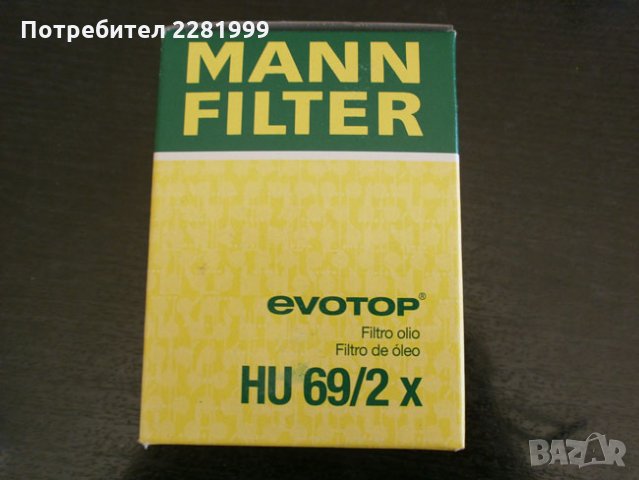 Потребител 2281999
MANN
FILTER
evotop®
Filtro olio
Filtro de óleo
HU 69/2 x
BAZAR